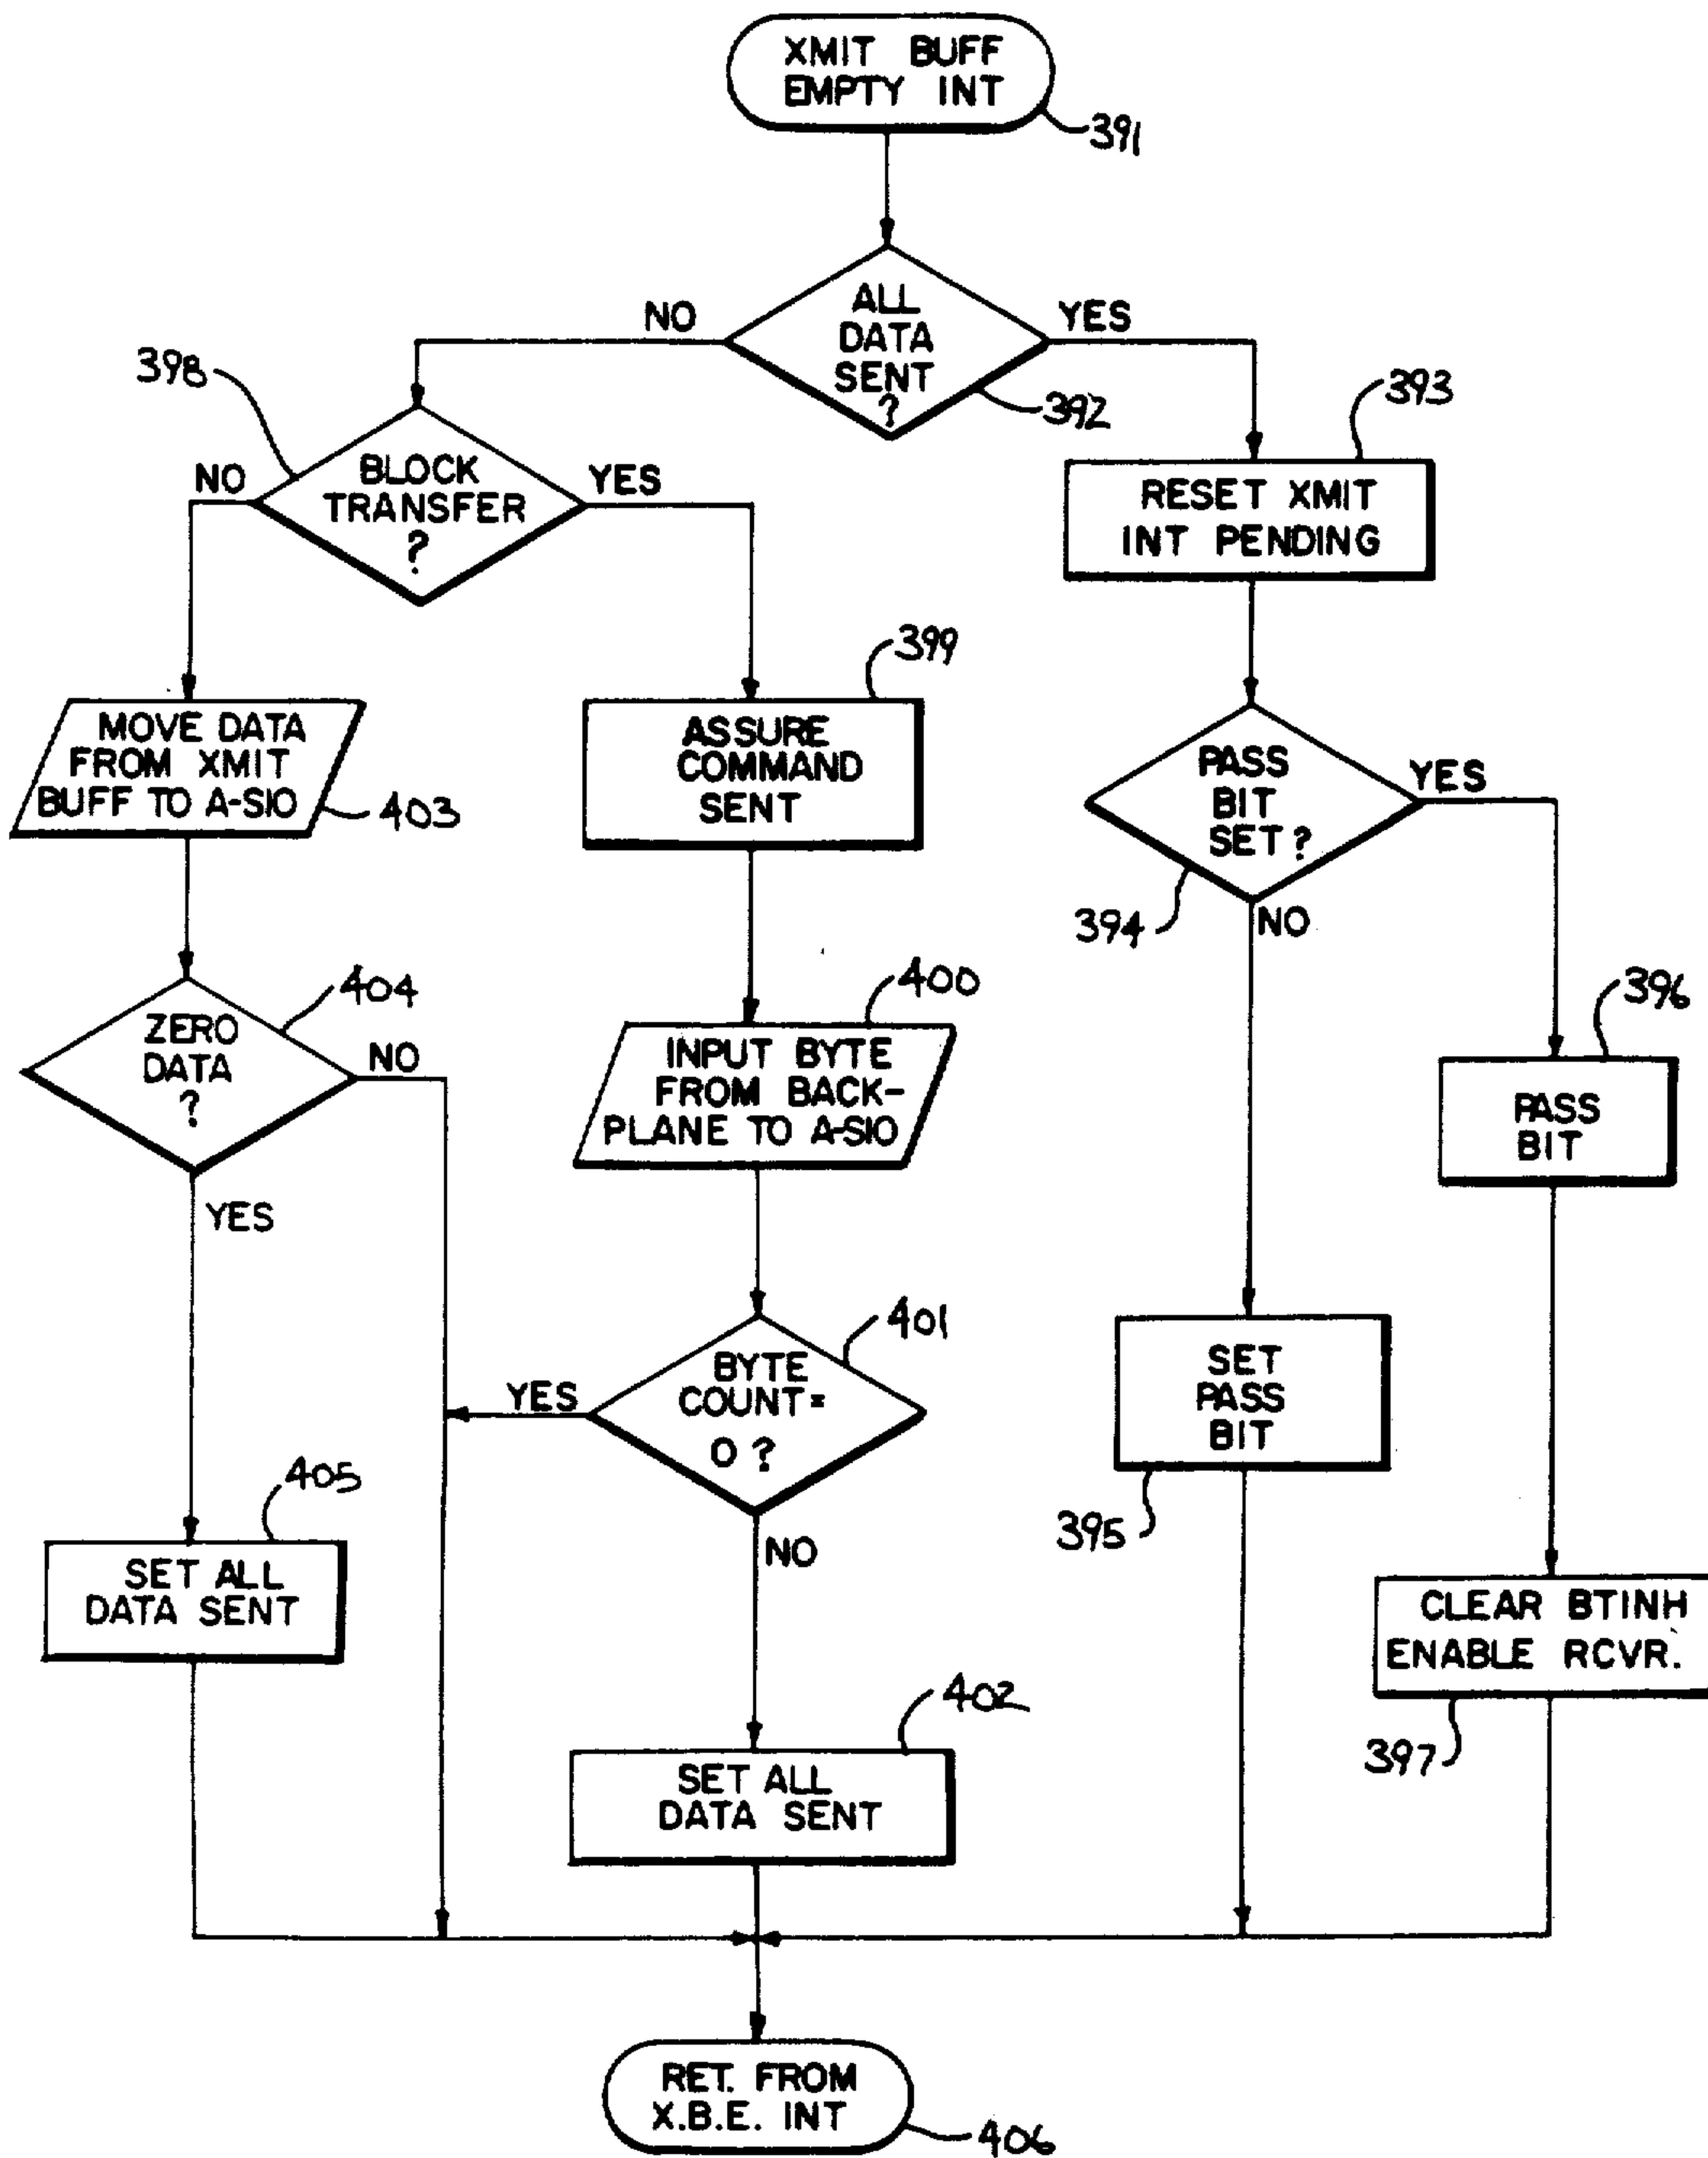 XMIT BUFF
EMPTY INT
391
ALL
DATA
SENT
?
392
NO
YES
398
BLOCK
TRANSFER
?
NO
YES
393
RESET XMIT
INT PENDING
399
MOVE DATA
FROM XMIT
BUFF TO A-SIO
403
ASSURE
COMMAND
SENT
PASS
BIT
SET?
YES
394
NO
404
ZERO
DATA
?
NO
YES
400
INPUT BYTE
FROM BACK-
PLANE TO A-SIO
396
PASS
BIT
401
BYTE
COUNT=
0 ?
YES
NO
SET
PASS
BIT
395
405
SET ALL
DATA SENT
CLEAR BTINH
ENABLE RCVR.
397
402
SET ALL
DATA SENT
RET. FROM
X.B.E. INT
406